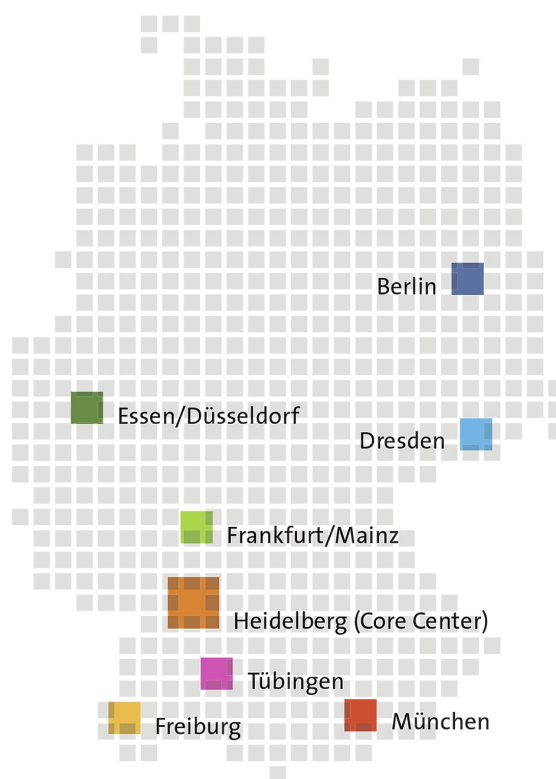 Berlin
Essen/Düsseldorf
Dresden
Frankfurt/Mainz
Heidelberg (Core Center)
Tübingen
München
Freiburg